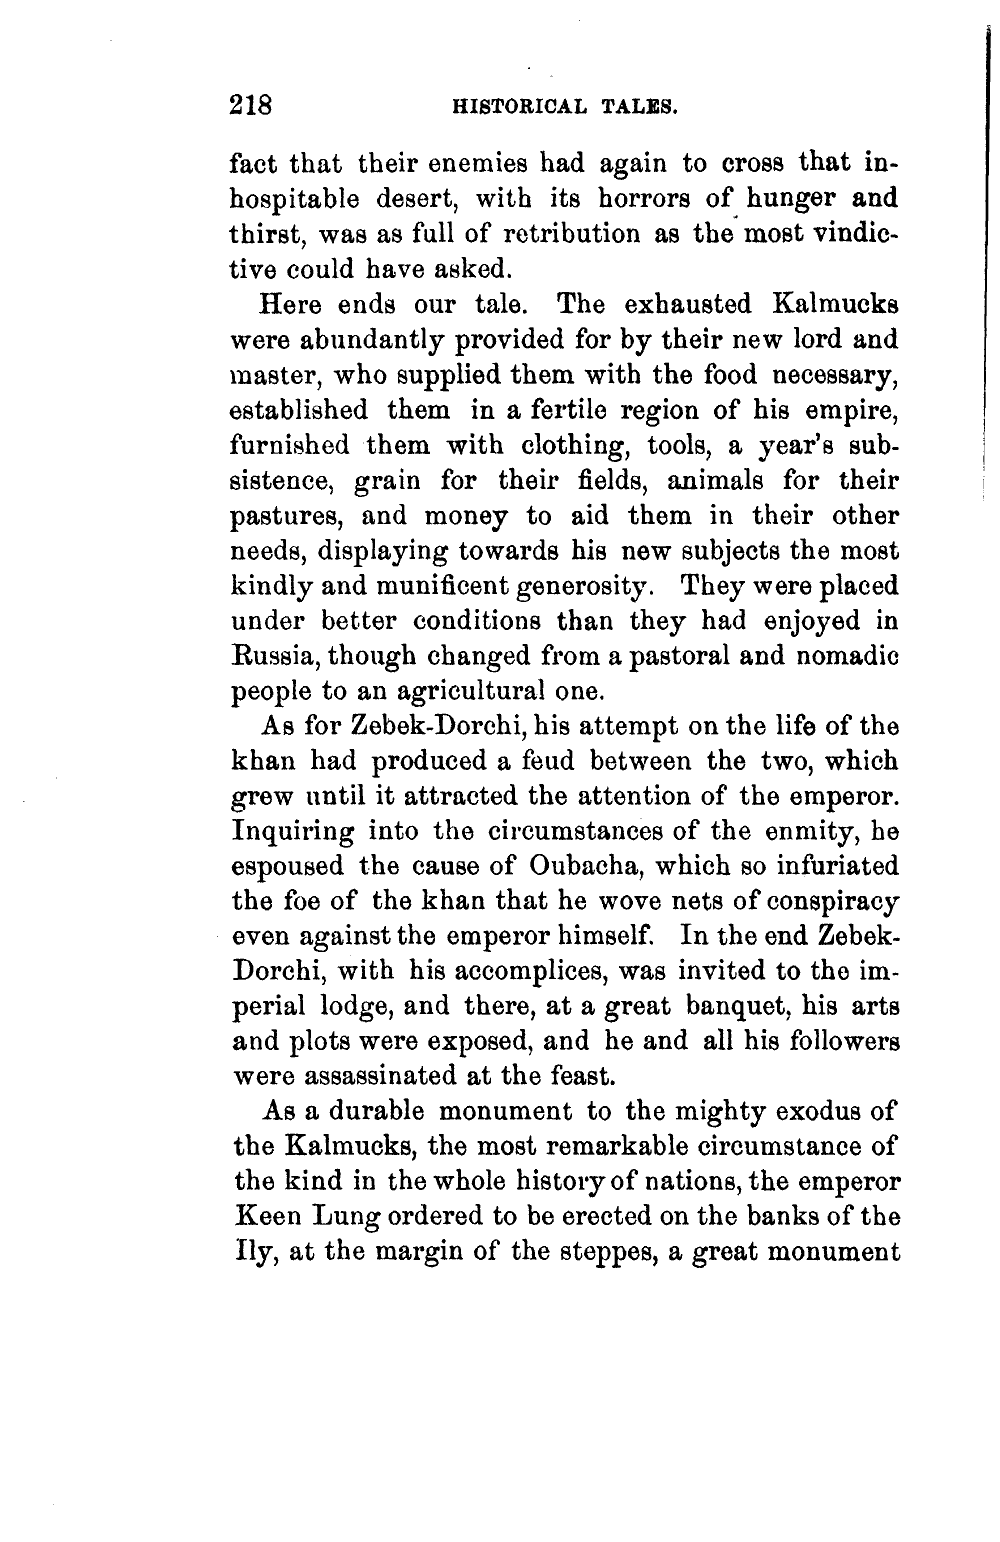 218 HISTORICAL TALES.
fact that their enemies had again to cross that in-
hospitable desert, with its horrors of hunger and
thirst, was as full of retribution as the most vindic-
tive could have asked.
Here ends our tale. The exhausted Kalmucks
were abundantly provided for by their new lord and
master, who supplied them with the food necessary,
established them in a fertile region of his empire,
furnished them with clothing, tools, a year's sub-
sistence, grain for their fields, animals for their
pastures, and money to aid them in their other
needs, displaying towards his new subjects the most
kindly and munificent generosity. They were placed
under better conditions than they had enjoyed in
Russia, though changed from a pastoral and nomadic
people to an agricultural one.
As for Zebek-Dorchi, his attempt on the life of the
khan had produced a feud between the two, which
grew until it attracted the attention of the emperor.
Inquiring into the circumstances of the enmity, he
espoused the cause of Oubacha, which so infuriated
the foe of the khan that he wove nets of conspiracy
even against the emperor himself. In the end Zebek-
Dorchi, with his accomplices, was invited to the im-
perial lodge, and there, at a great banquet, his arts
and plots were exposed, and he and all his followers
were assassinated at the feast.
As a durable monument to the mighty exodus of
the Kalmucks, the most remarkable circumstance of
the kind in the whole history of nations, the emperor
Keen Lung ordered to be erected on the banks of the
Ily, at the margin of the steppes, a great monument